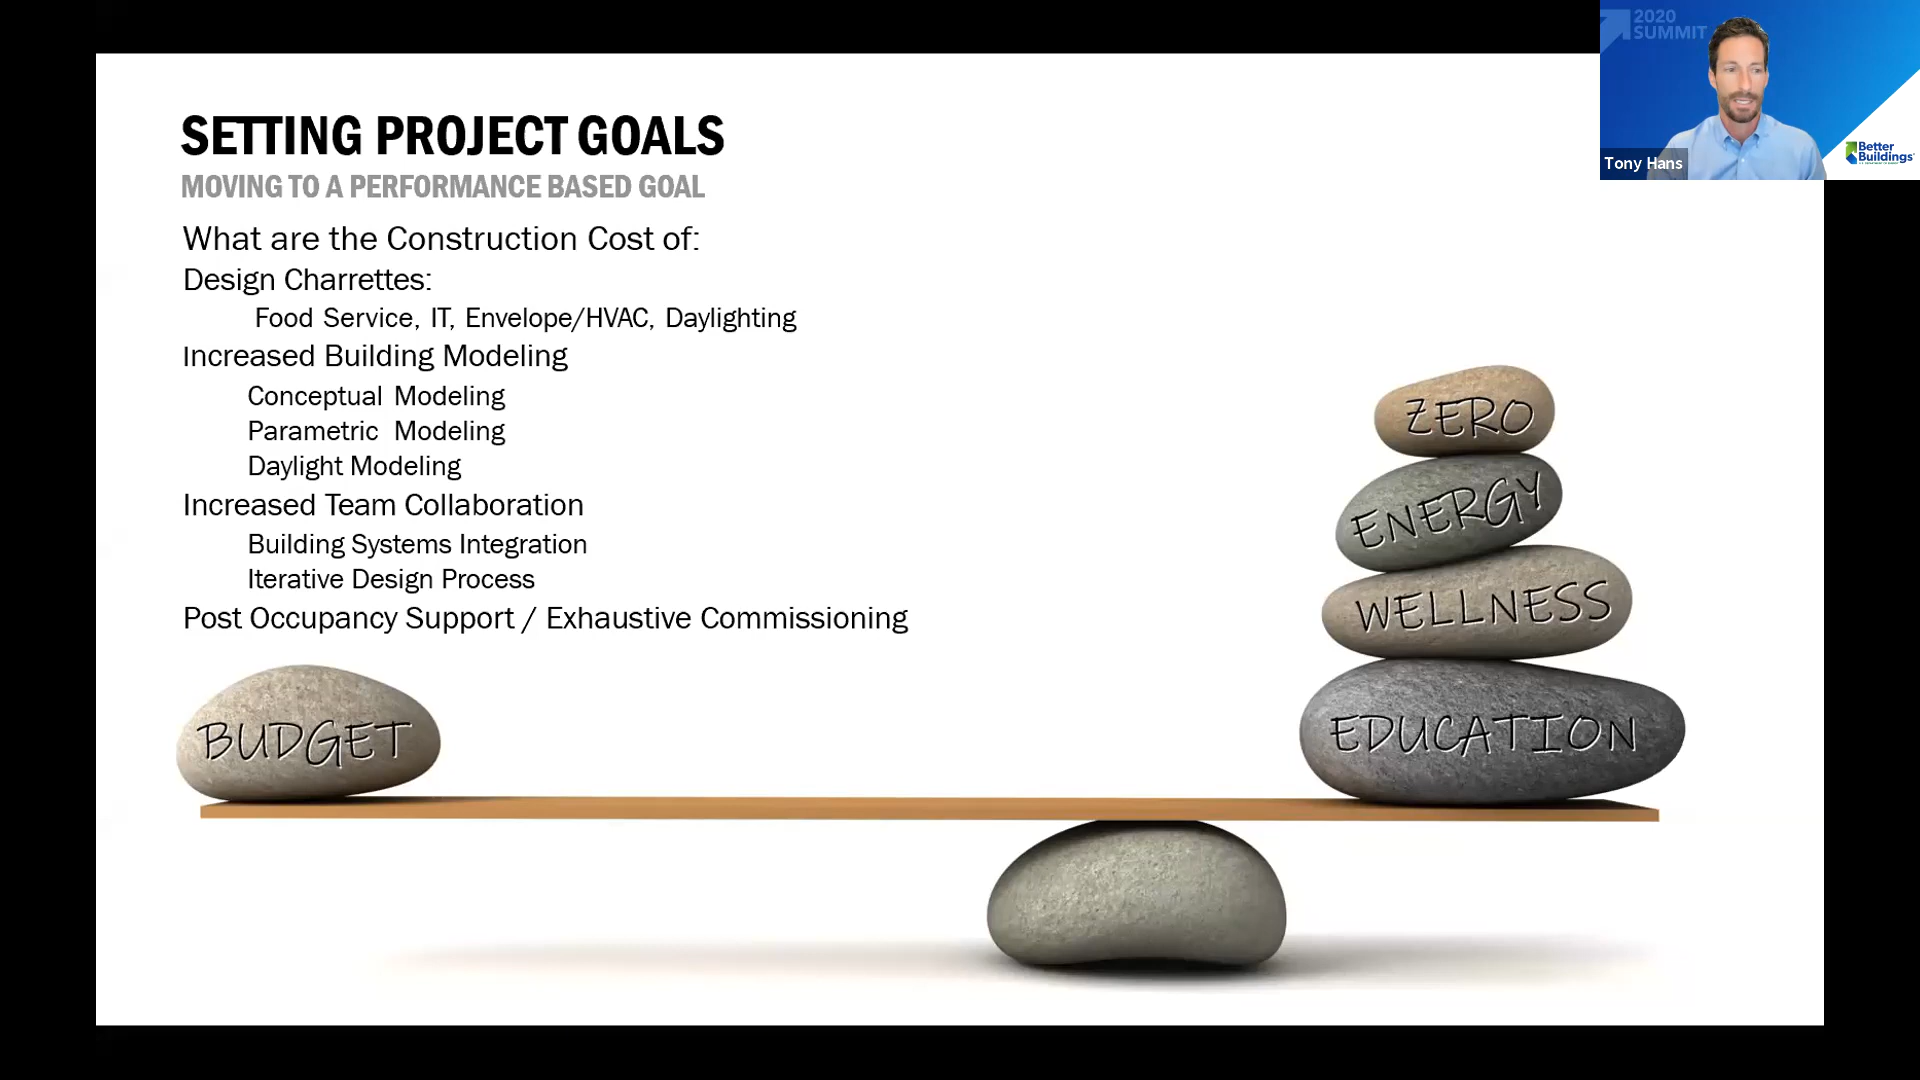 SETTING PROJECT GOALS
MOVING TO A PERFORMANCE BASED GOAL
What are the Construction Cost of:
Design Charrettes:
Food Service, IT, Envelope/HVAC, Daylighting
Increased Building Modeling
Conceptual Modeling
Parametric Modeling
Daylight Modeling
Increased Team Collaboration
Building Systems Integration
Iterative Design Process
Post Occupancy Support / Exhaustive Commissioning
BUDGET
ZERO
ENERGY
WELLNESS
EDUCATION
2020
SUMMIT
Tony Hans
Better
Buildings